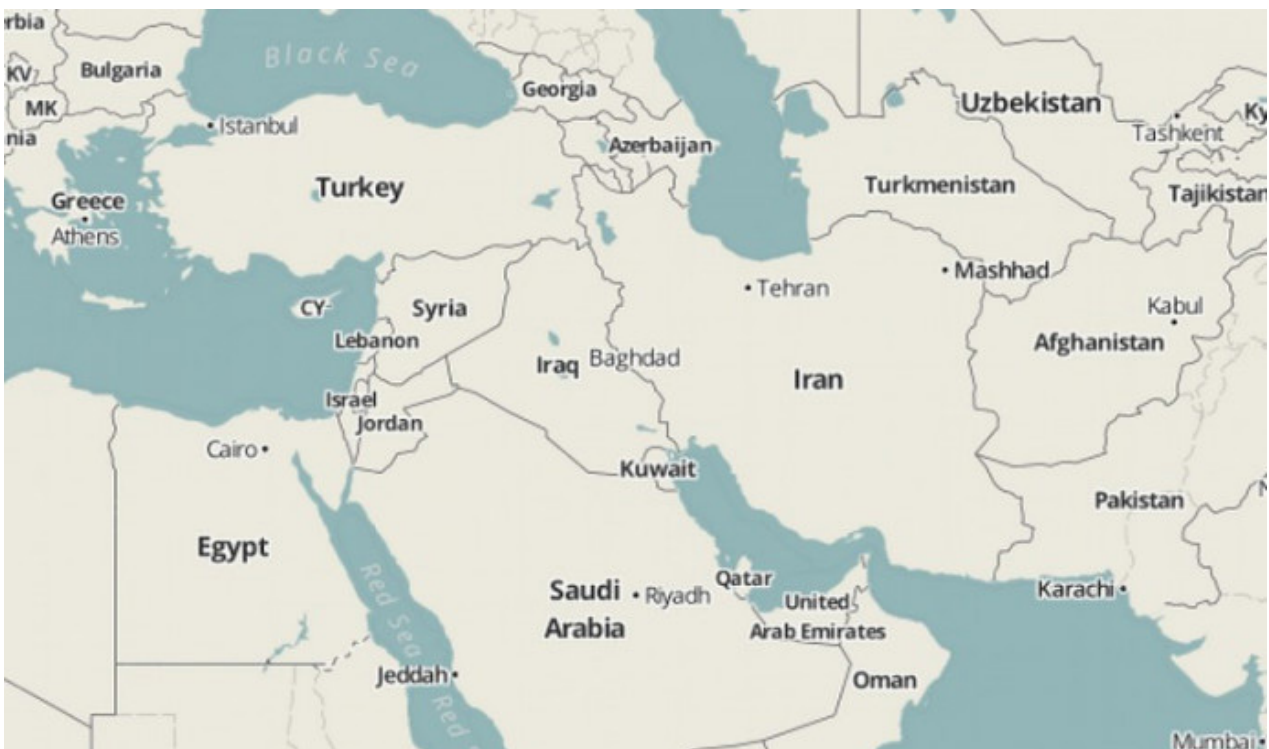 erbia
Black Sea
KV
Bulgaria
Georgia
Uzbekistan
MK
Ky
Istanbul
Tashkent
nia
Azerbaijan
Turkey
Turkmenistan
Tajikistan
Greece
Athens
Mashhad
Tehran
CY
Syria
Kabul
Lebanon
Afghanistan
Iraq
Baghdad
Iran
Israel
Jordan
Cairo
Kuwait
Pakistan
N
Egypt
Qatar
Saudi
Arabia
Riyadh
Karachi
United
Arab Emirates
Red Sea
Jeddah
Oman
Red
Mumbai